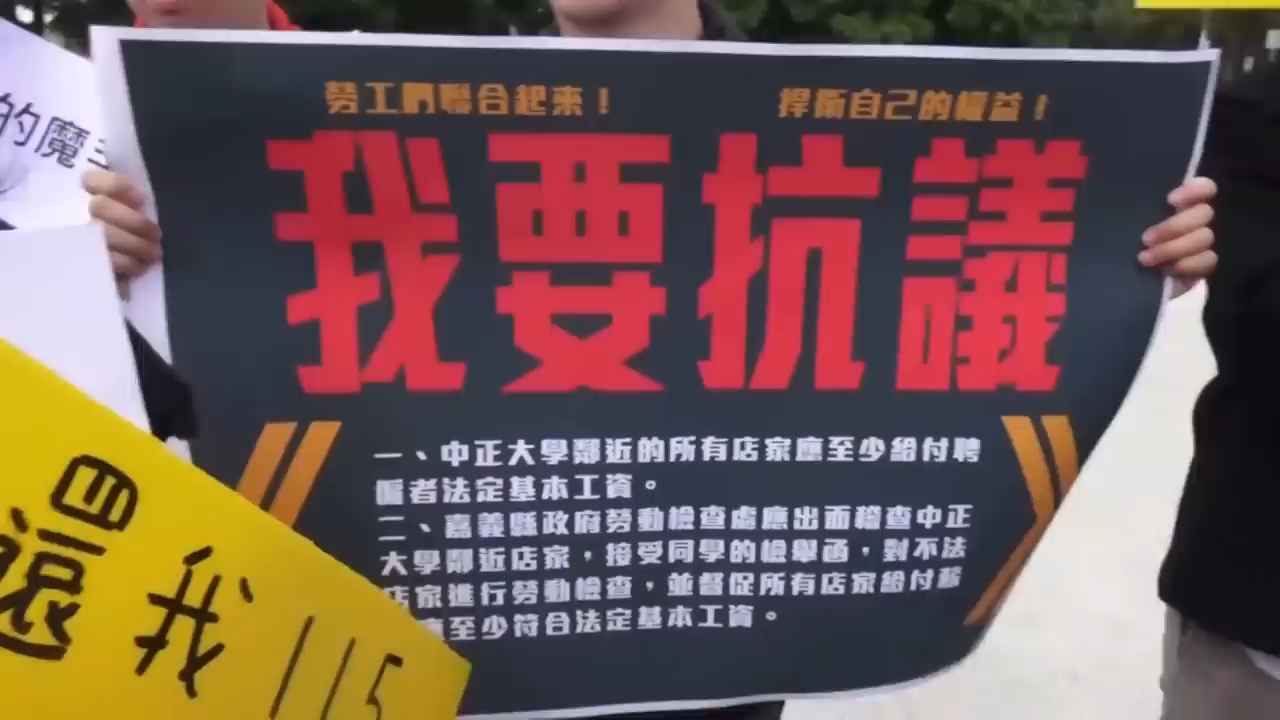 勞工們聯合起來！
捍衛自己的權益！
我要抗議
一、中正大學鄰近的所有店家應至少給付聘
僱者法定基本工資。
二、嘉義縣政府勞動檢查處應出面稽查中正
大學鄰近店家，接受同學的檢舉函，對不法
店家進行勞動檢查，並督促所有店家給付薪
至少符合法定基本工資。
的魔
四
還我115